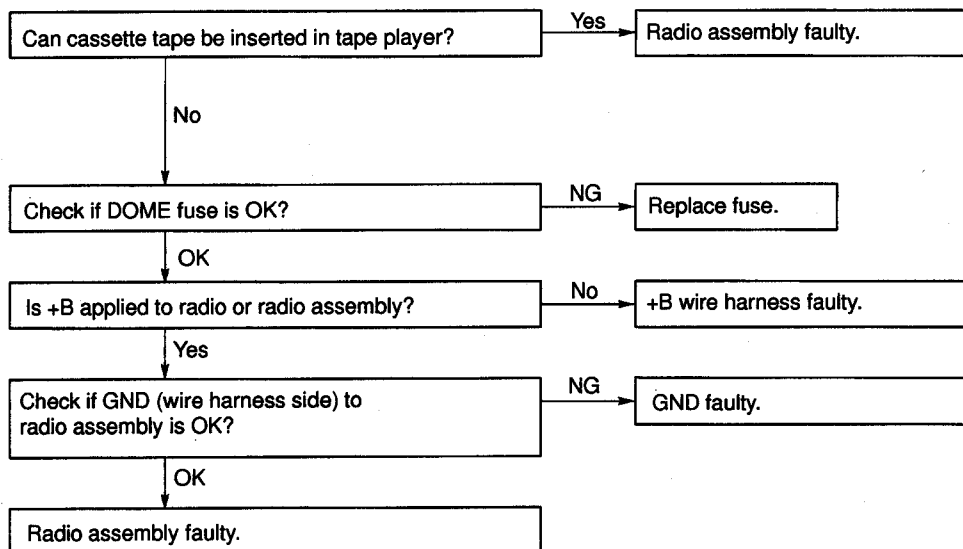 Can cassette tape be inserted in tape player?
Yes
Radio assembly faulty.
No
Check if DOME fuse is OK?
NG
Replace fuse.
OK
Is +B applied to radio or radio assembly?
No
+B wire harness faulty.
Yes
Check if GND (wire harness side) to
radio assembly is OK?
NG
GND faulty.
OK
Radio assembly faulty.